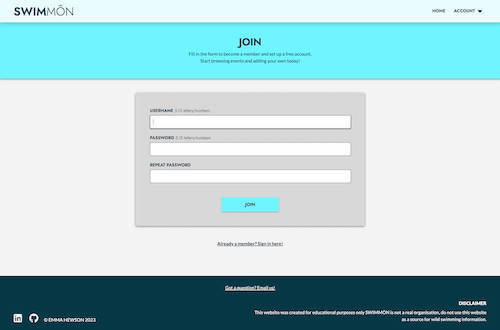 SWIMMŌN
HOME
ACCOUNT
JOIN
Fill in the form to become a member and set up a free account.
Start browsing events and adding your own today!
USERNAME 5-15 letters/numbers
PASSWORD 5-15 letters/numbers
REPEAT PASSWORD
JOIN
Already a member? Sign in here!
Got a question? Email us!
© EMMA HEWSON 2023
DISCLAIMER
This website was created for educational purposes only SWIMMŌN is not a real organisation, do not use this website
as a source for wild swimming information.